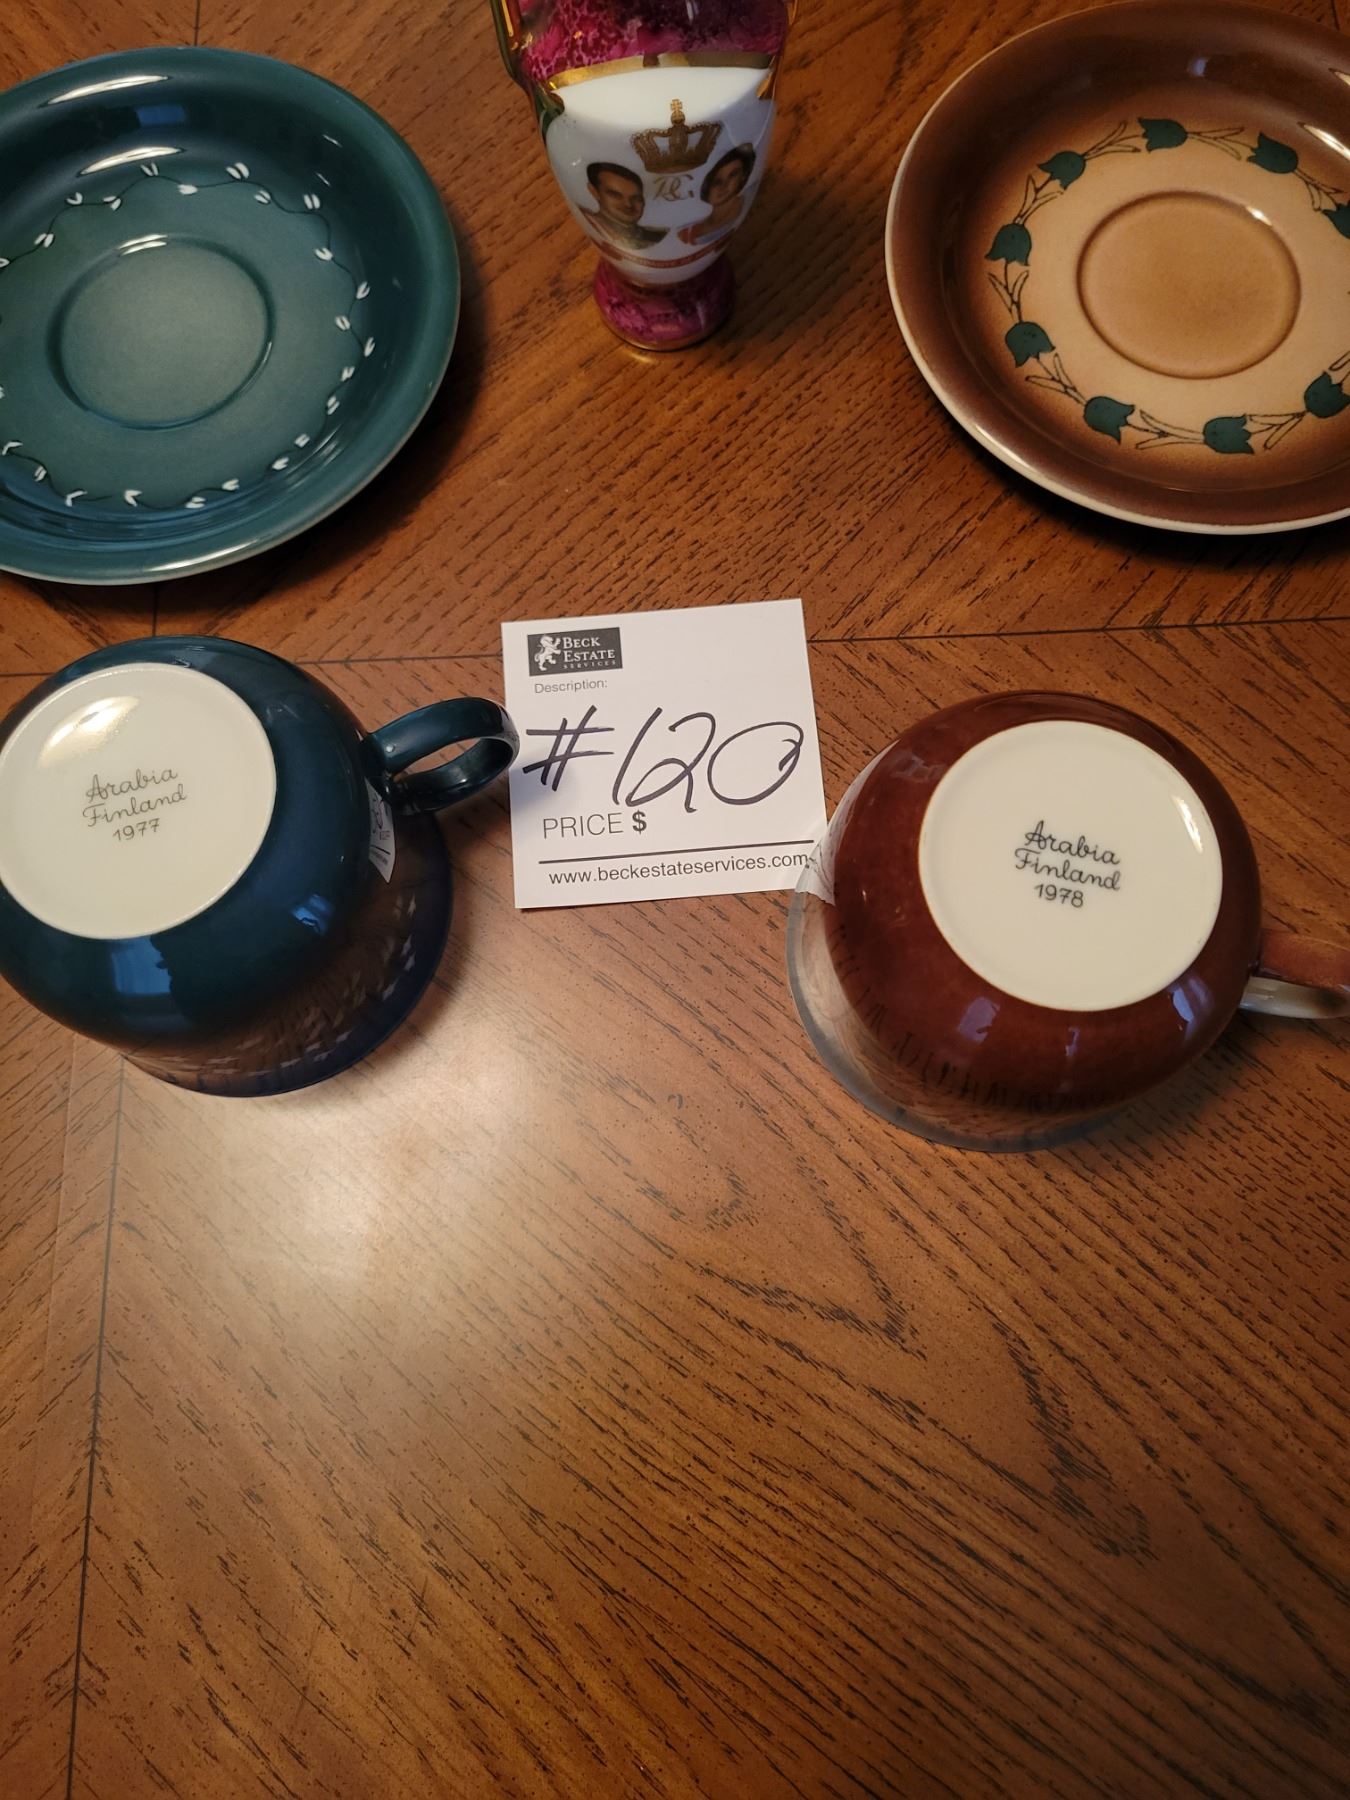 BECK
ESTATE
SERVICES
Description:
#120
PRICE $
www.beckestateservices.com
Arabia
Finland
1977
Arabia
Finland
1978